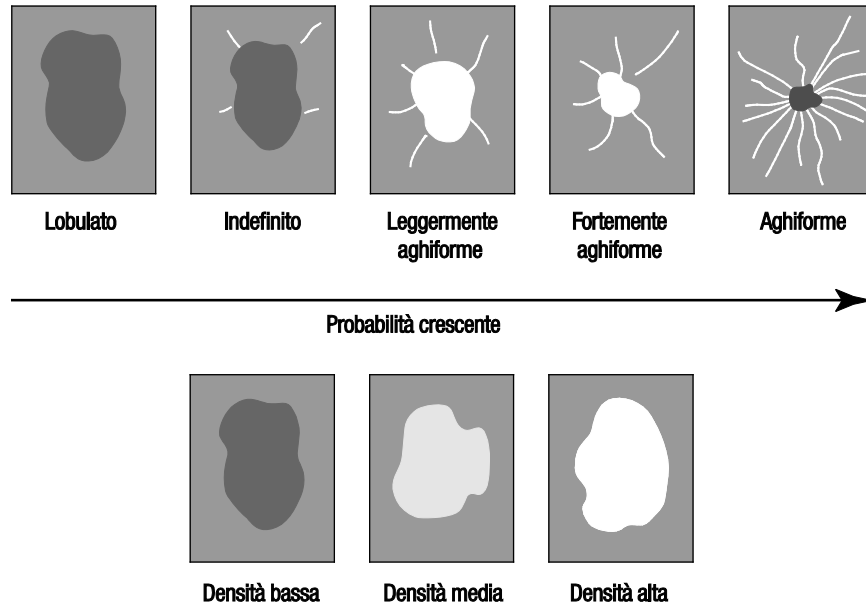 Lobulato
Indefinito
Leggermente
aghiforme
Fortemente
aghiforme
Aghiforme
Probabilità crescente
Densità bassa
Densità media
Densità alta